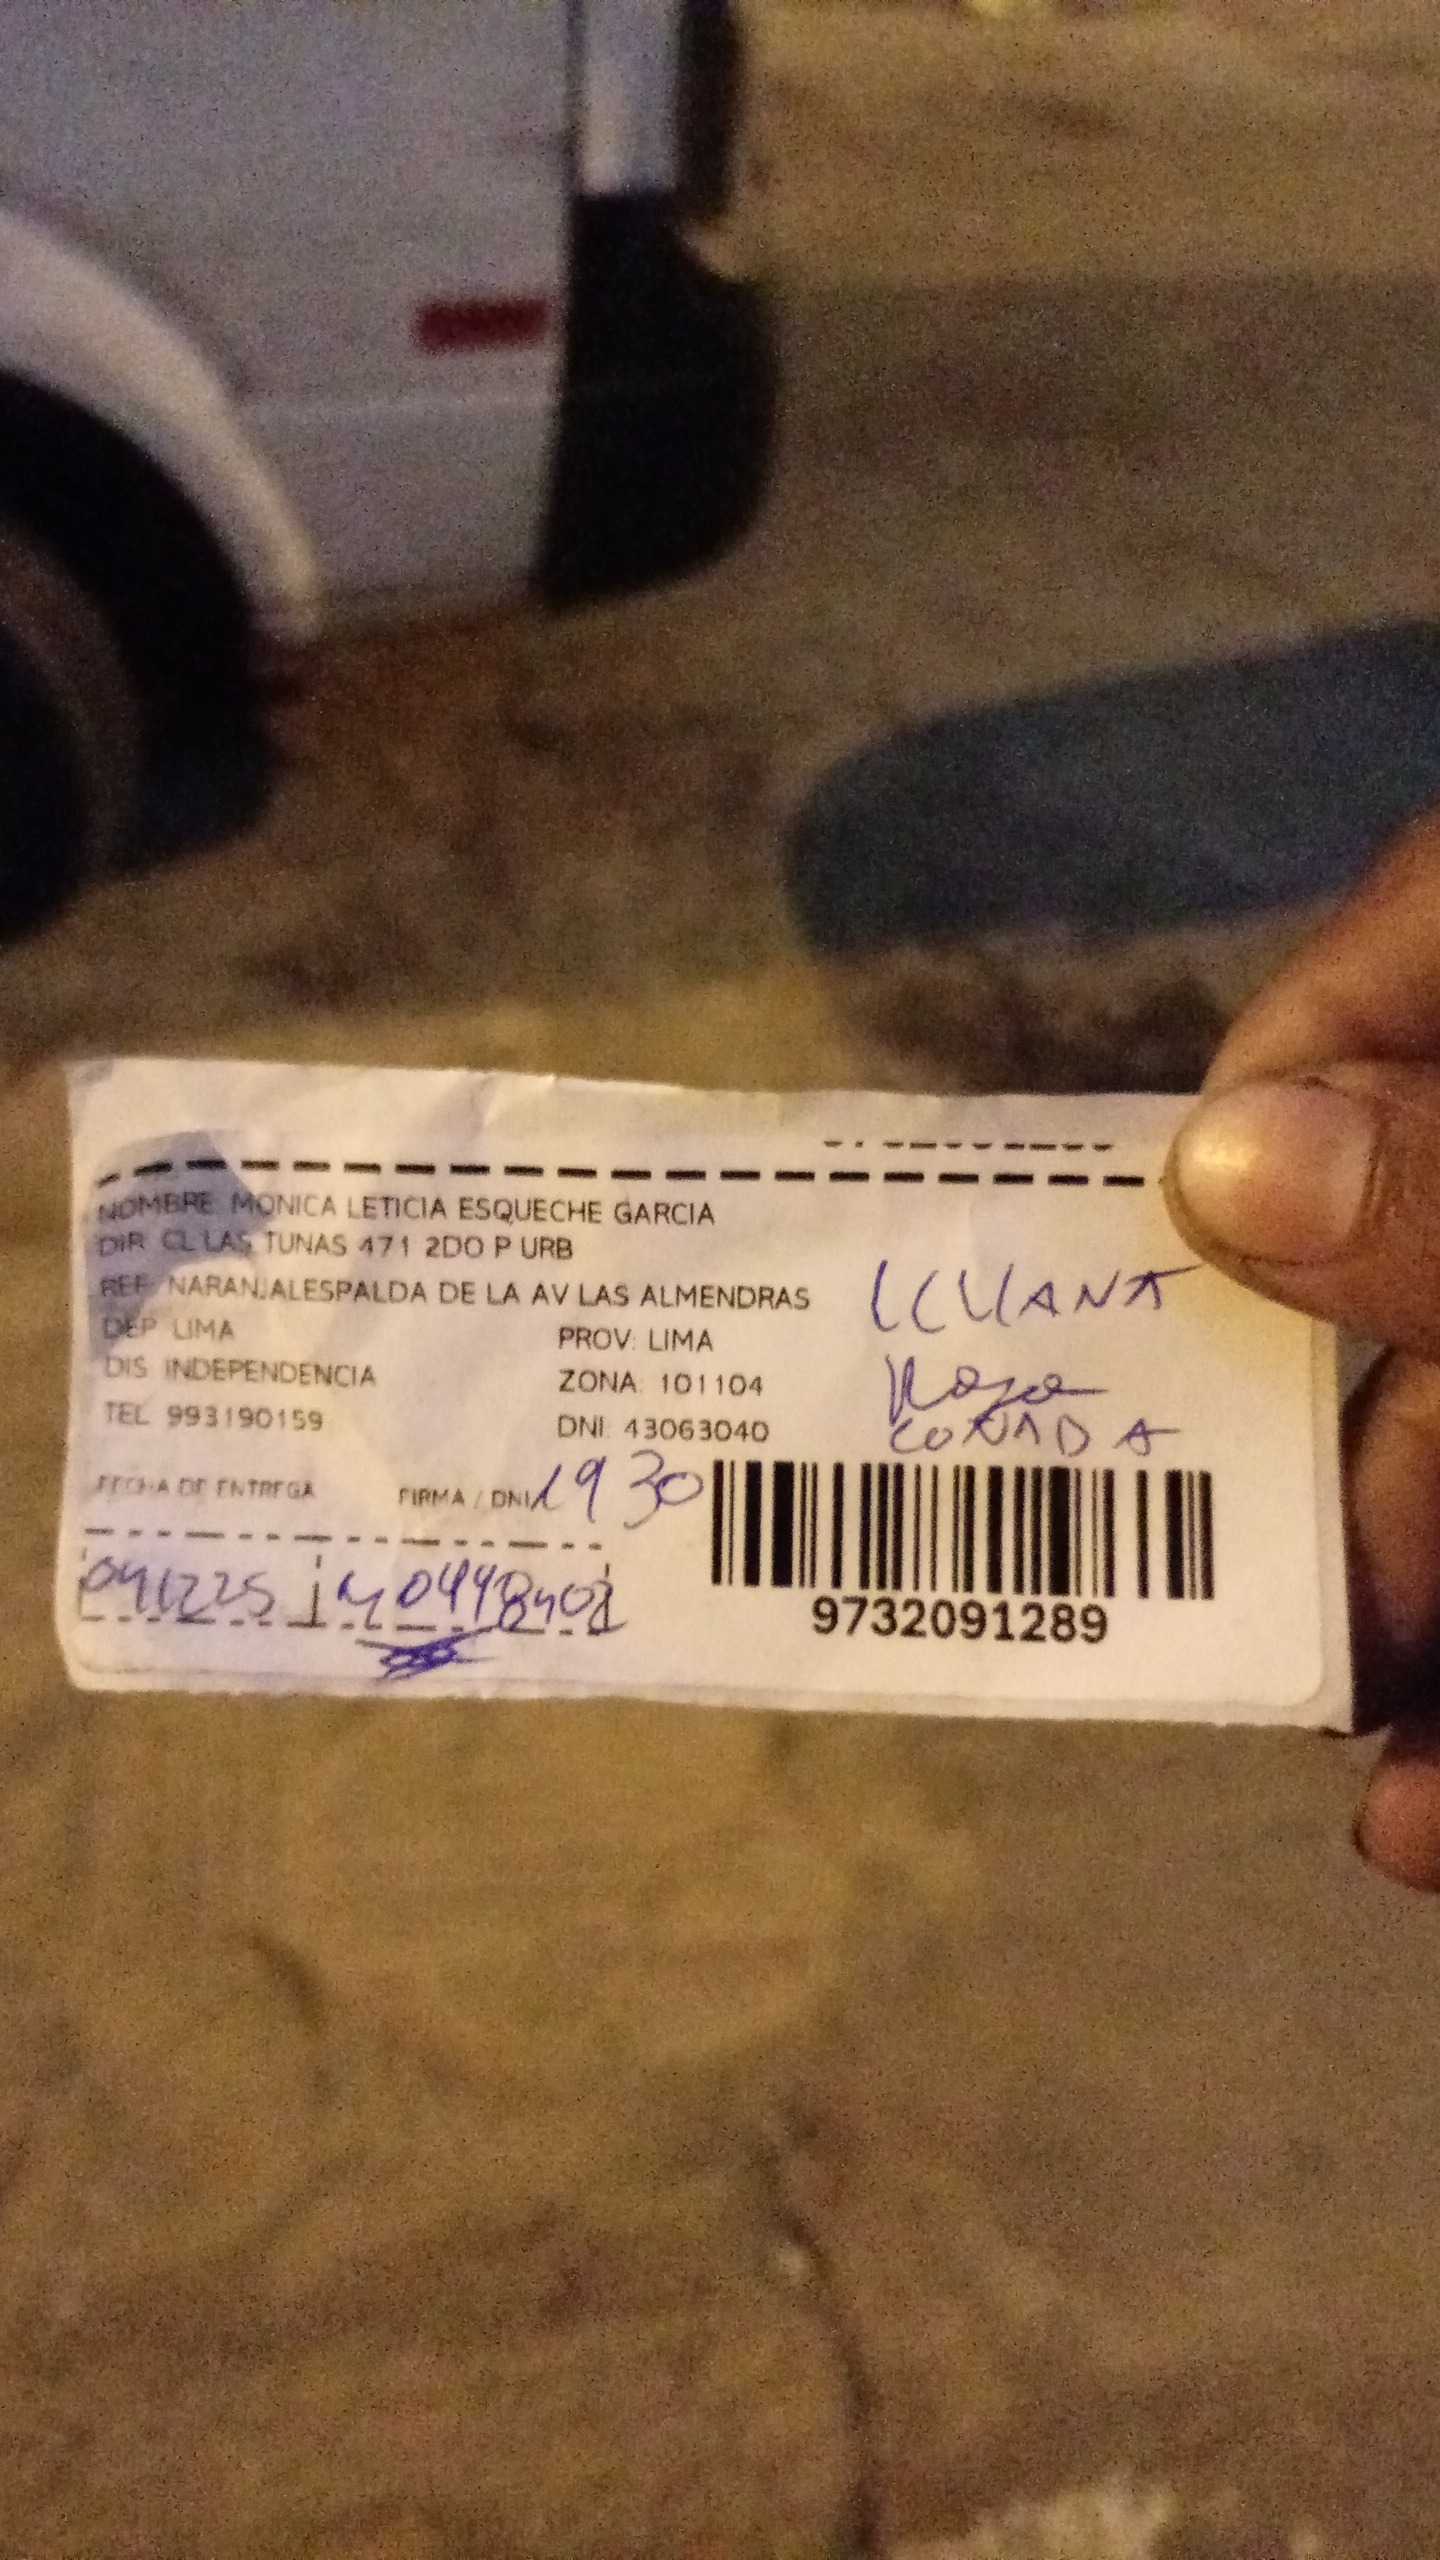 NOMBRE: MONICA LETICIA ESQUECHE GARCIA
DIR: CL LAS TUNAS 471 2DO P URB
REF: NARANJALESPALDA DE LA AV LAS ALMENDRAS
DEP: LIMA PROV: LIMA
DIS: INDEPENDENCIA ZONA: 101104
TEL: 993190159 DNI: 43063040
FECHA DE ENTREGA FIRMA / DNI 1930
041225
9732091289